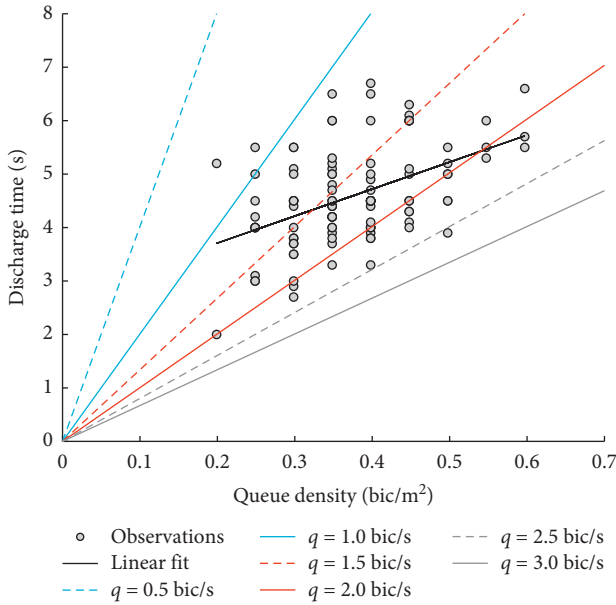 8
7
6
5
4
3
2
1
0
Discharge time (s)
0 0.1 0.2 0.3 0.4 0.5 0.6 0.7
Queue density (bic/m²)
Observations
Linear fit
q = 0.5 bic/s
q = 1.0 bic/s
q = 1.5 bic/s
q = 2.0 bic/s
q = 2.5 bic/s
q = 3.0 bic/s